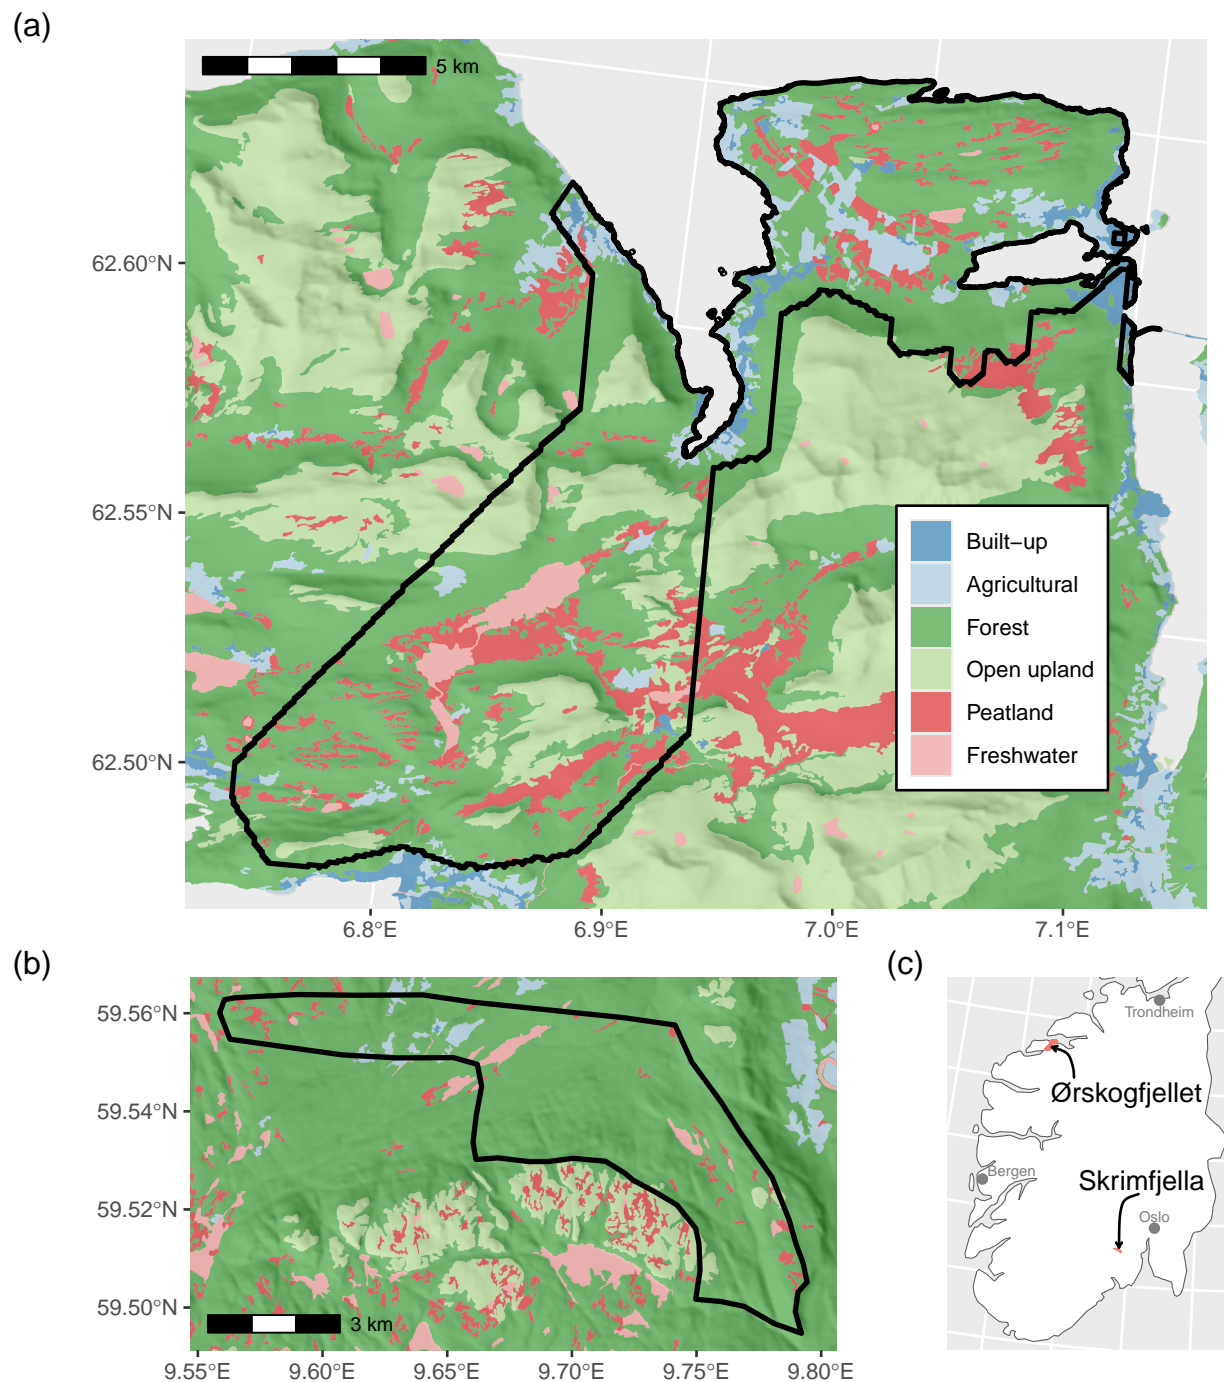 (a)
5 km
62.60°N
62.55°N
62.50°N
Built−up
Agricultural
Forest
Open upland
Peatland
Freshwater
6.8°E
6.9°E
7.0°E
7.1°E
(b)
59.56°N
59.54°N
59.52°N
59.50°N
3 km
9.55°E
9.60°E
9.65°E
9.70°E
9.75°E
9.80°E
(c)
Trondheim
Ørskogfjellet
Bergen
Skrimfjella
Oslo